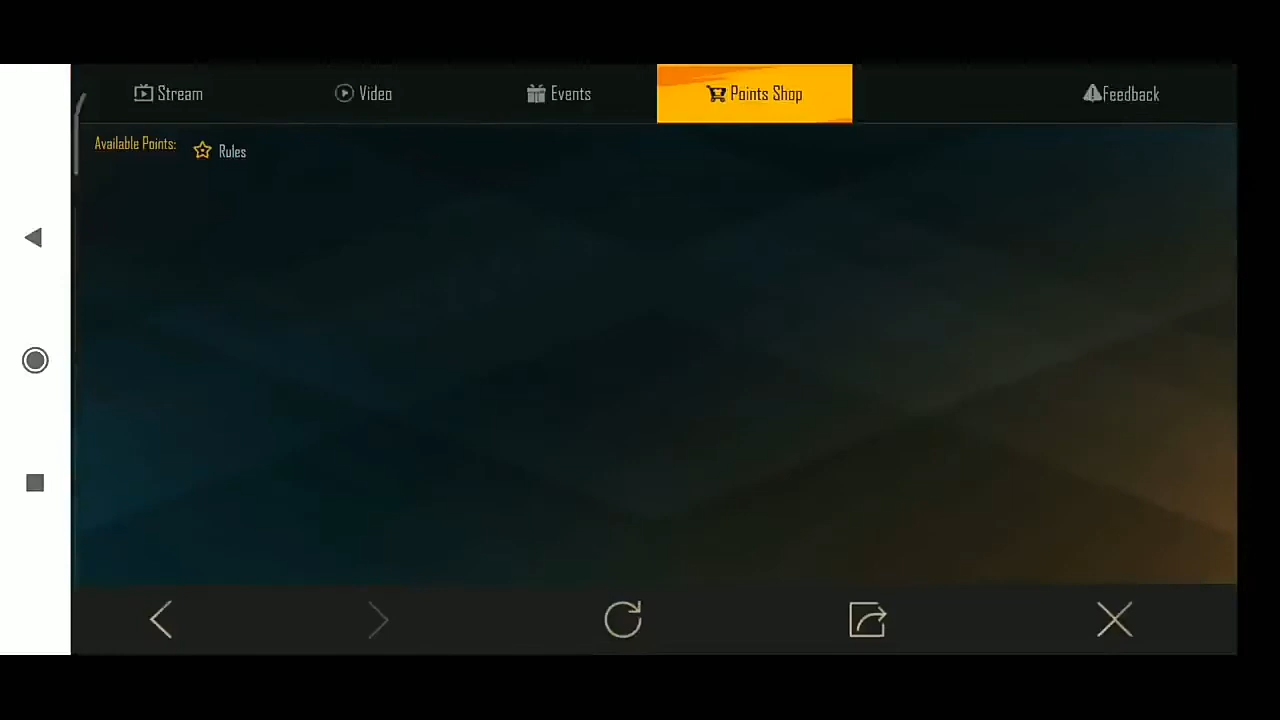 Stream
Video
Events
Points Shop
Feedback
Available Points:
Rules